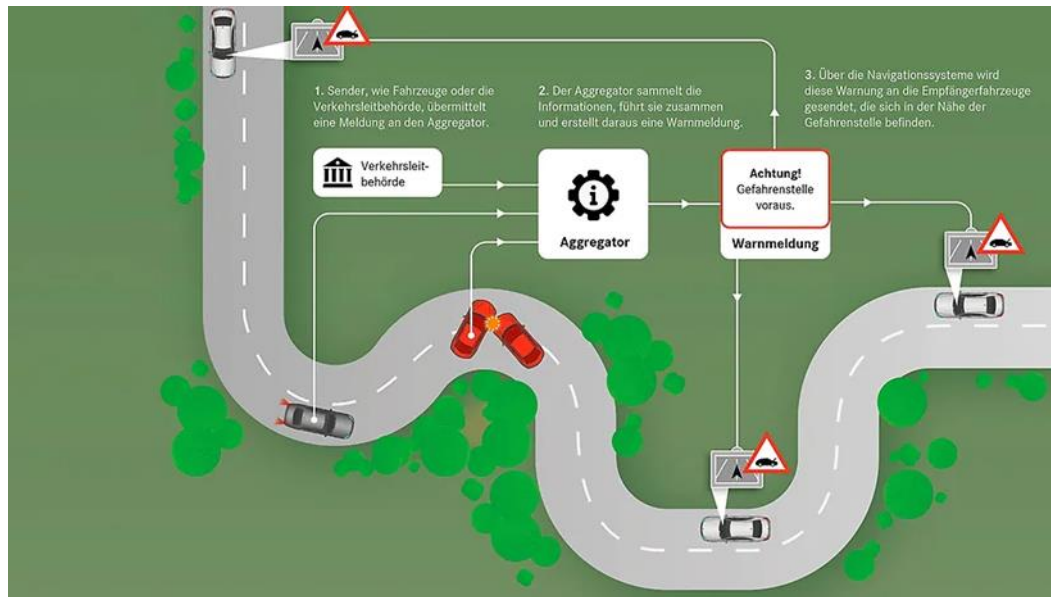 1. Sender, wie Fahrzeuge oder die
Verkehrsleitbehörde, übermittelt
eine Meldung an den Aggregator.
2. Der Aggregator sammelt die
Informationen, führt sie zusammen
und erstellt daraus eine Warnmeldung.
3. Über die Navigationssysteme wird
diese Warnung an die Empfängerfahrzeuge
gesendet, die sich in der Nähe der
Gefahrenstelle befinden.
Verkehrsleit-
behörde
Aggregator
Achtung!
Gefahrenstelle
voraus.
Warnmeldung